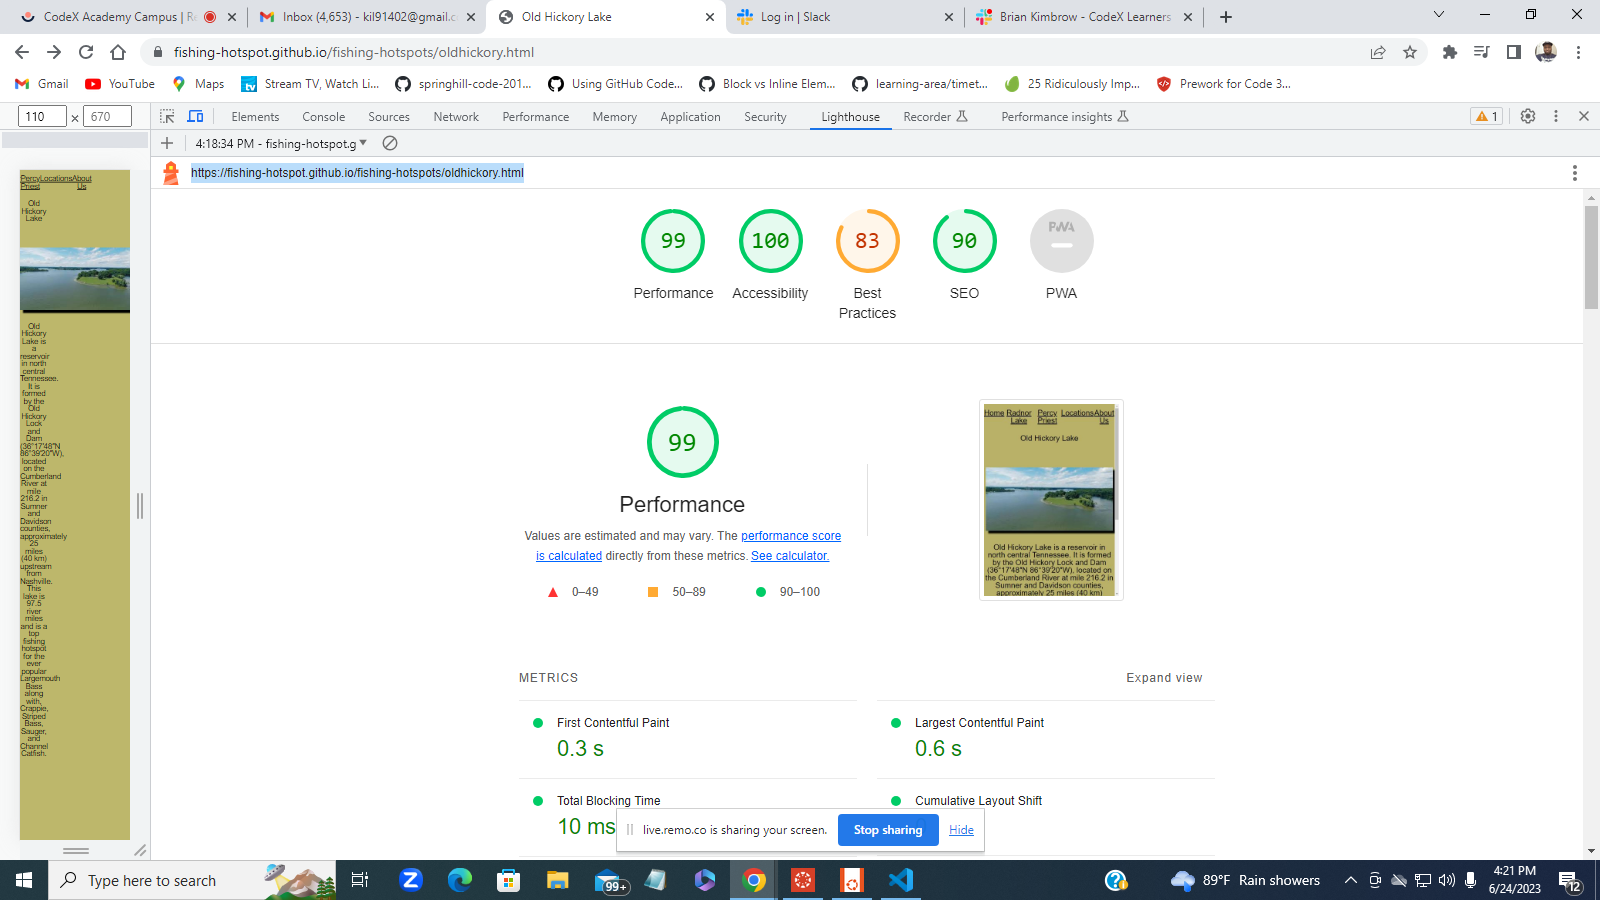 CodeX Academy Campus | Re
Inbox (4,653) - kil91402@gmail.c
Old Hickory Lake
Log in | Slack
Brian Kimbrow - CodeX Learners
fishing-hotspot.github.io/fishing-hotspots/oldhickory.html
Gmail
YouTube
Maps
Stream TV, Watch Li...
springhill-code-201...
Using GitHub Code...
Block vs Inline Elem...
learning-area/timet...
25 Ridiculously Imp...
Prework for Code 3...
110 × 670
Elements
Console
Sources
Network
Performance
Memory
Application
Security
Lighthouse
Recorder
Performance insights
1
4:18:34 PM - fishing-hotspot.g
https://fishing-hotspot.github.io/fishing-hotspots/oldhickory.html
Percy Priest
Locations
About Us
Old
Hickory
Lake
Old
Hickory
Lake is
a
reservoir
in north
central
Tennessee.
It is
formed
by the
Old
Hickory
Lock
and
Dam
(36°17′48″N
86°39′20″W),
located
on the
Cumberland
River at
mile
216.2 in
Sumner
and
Davidson
counties,
approximately
25
miles
(40 km)
upstream
from
Nashville.
This
lake is
97.5
river
miles
and is a
top
fishing
hotspot
for the
ever
popular
Largemouth
Bass
along
with,
Crappie,
Striped
Bass,
Sauger,
and
Channel
Catfish.
99
Performance
100
Accessibility
83
Best
Practices
90
SEO
PWA
PWA
99
Performance
Values are estimated and may vary. The performance score
is calculated directly from these metrics. See calculator.
0–49
50–89
90–100
Home
Radnor Lake
Percy Priest
Locations
About Us
Old Hickory Lake
Old Hickory Lake is a reservoir in
north central Tennessee. It is formed
by the Old Hickory Lock and Dam
(36°17′48″N 86°39′20″W), located on
the Cumberland River at mile 216.2 in
Sumner and Davidson counties,
approximately 25 miles (40 km)
METRICS
Expand view
First Contentful Paint
0.3 s
Largest Contentful Paint
0.6 s
Total Blocking Time
10 ms
Cumulative Layout Shift
live.remo.co is sharing your screen.
Stop sharing
Hide
Type here to search
99+
89°F Rain showers
4:21 PM
6/24/2023
12